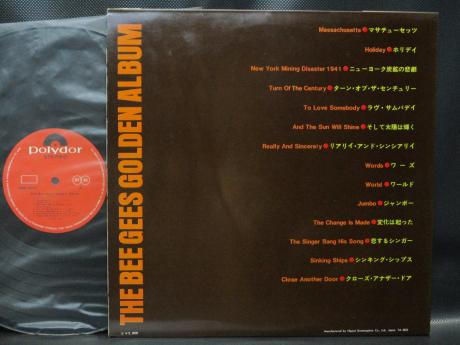 THE BEE GEES GOLDEN ALBUM
Massachusetts●マサチューセッツ
Holiday●ホリデイ
New York Mining Disaster 1941●ニューヨーク炭鉱の悲劇
Turn Of The Century●ターン・オブ・ザ・センチュリー
To Love Somebody●ラヴ・サムバディ
And The Sun Will Shine●そして太陽は輝く
Really And Sincerely●リアリイ・アンド・シンシアリイ
Words●ワーズ
World●ワールド
Jumbo●ジャンボー
The Change Is Made●変化は起った
The Singer Sang His Song●恋するシンガー
Sinking Ships●シンキング・シップス
Close Another Door●クローズ・アナザー・ドア
polydor
STEREO